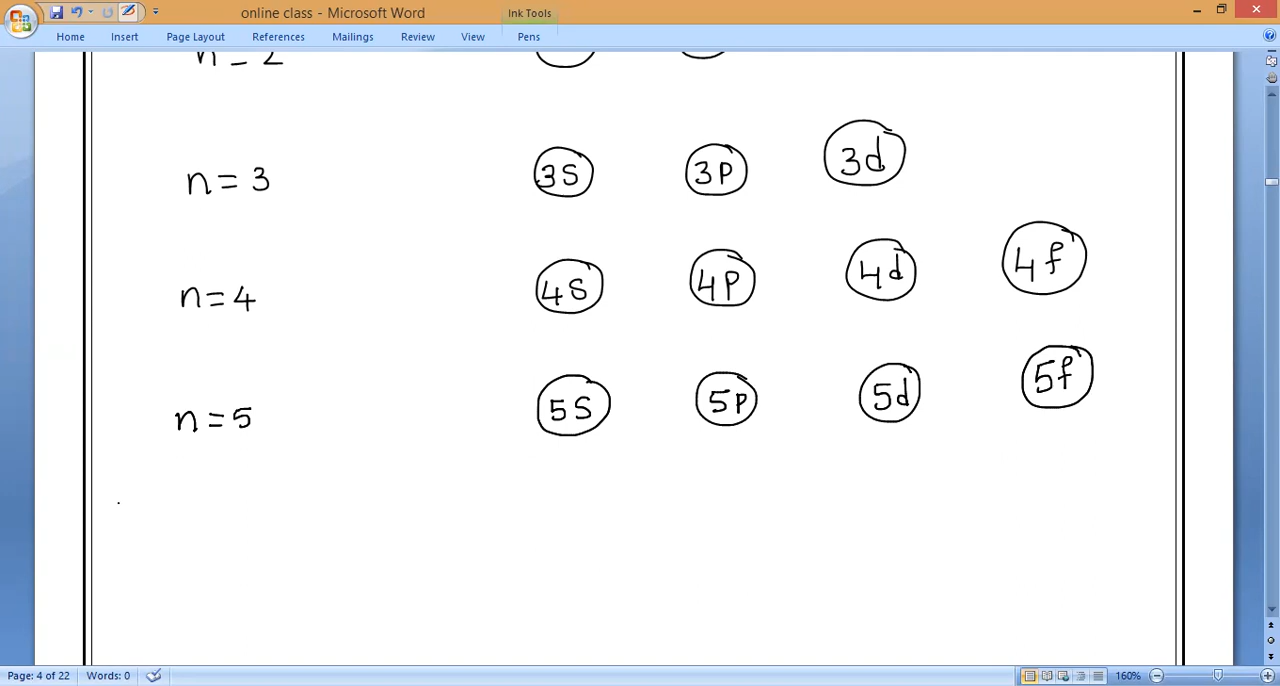 online class - Microsoft Word
Ink Tools
Home Insert Page Layout References Mailings Review View Pens
n = 2
n = 3 3S 3P 3d
n = 4 4S 4P 4d 4f
n = 5 5S 5P 5d 5f
Page: 4 of 22 Words: 0 160%